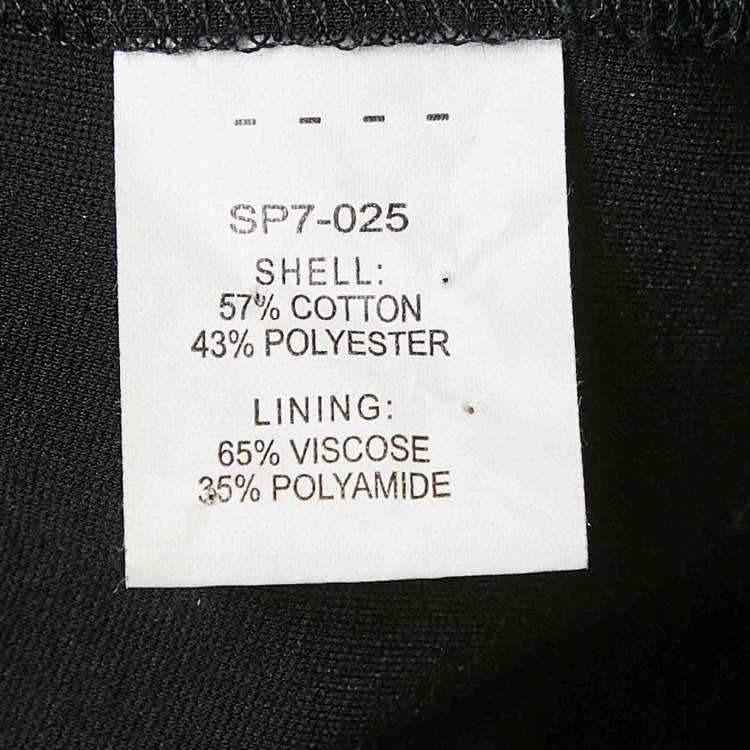 - - - -
SP7-025
SHELL:
57% COTTON
43% POLYESTER
LINING:
65% VISCOSE
35% POLYAMIDE